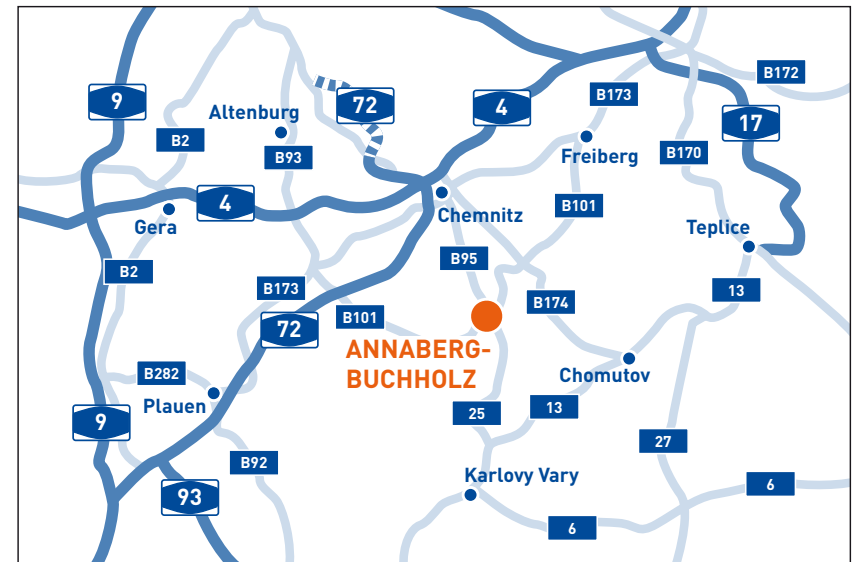 B172
9
72
4
B173
Altenburg
17
B2
B93
Freiberg
B170
4
Chemnitz
B101
Gera
Teplice
B95
B2
B173
13
B174
B101
72
ANNABERG-
BUCHHOLZ
B282
Chomutov
Plauen
25
13
9
27
B92
Karlovy Vary
6
93
6